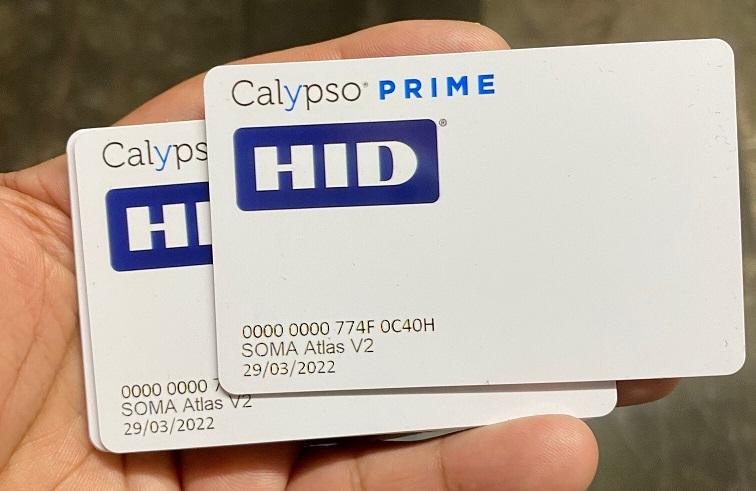 Calypso® PRIME
HID®
0000 0000 774F 0C40H
SOMA Atlas V2
29/03/2022
Calyps
HI
0000 0000 7
SOMA Atlas V2
29/03/2022